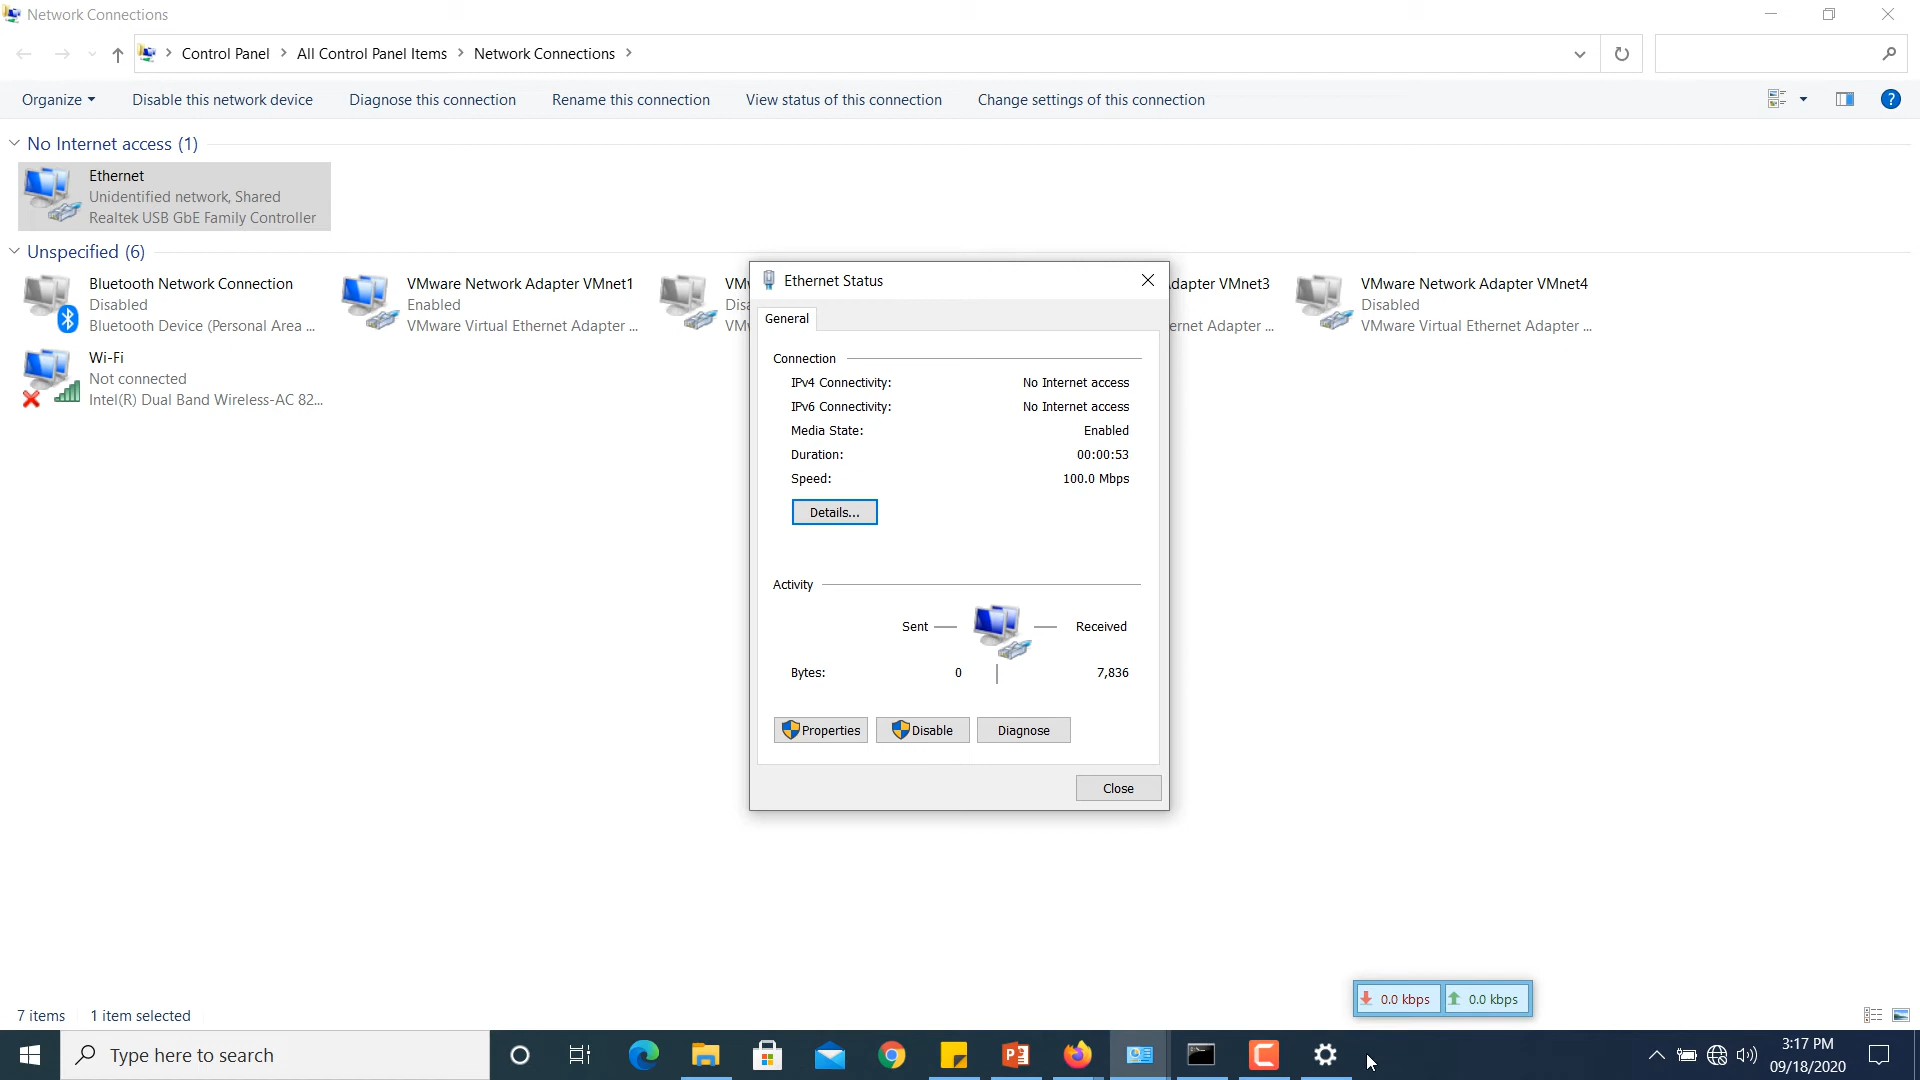 Network Connections
Control Panel > All Control Panel Items > Network Connections >
Organize Disable this network device Diagnose this connection Rename this connection View status of this connection Change settings of this connection
No Internet access (1)
Ethernet
Unidentified network, Shared
Realtek USB GbE Family Controller
Unspecified (6)
Bluetooth Network Connection
Disabled
Bluetooth Device (Personal Area ...
VMware Network Adapter VMnet1
Enabled
VMware Virtual Ethernet Adapter ...
dapter VMnet3
ernet Adapter ...
VMware Network Adapter VMnet4
Disabled
VMware Virtual Ethernet Adapter ...
Wi-Fi
Not connected
Intel(R) Dual Band Wireless-AC 82...
Ethernet Status
General
Connection
IPv4 Connectivity: No Internet access
IPv6 Connectivity: No Internet access
Media State: Enabled
Duration: 00:00:53
Speed: 100.0 Mbps
Details...
Activity
Sent Received
Bytes: 0 7,836
Properties Disable Diagnose
Close
0.0 kbps 0.0 kbps
7 items 1 item selected
Type here to search
3:17 PM
09/18/2020